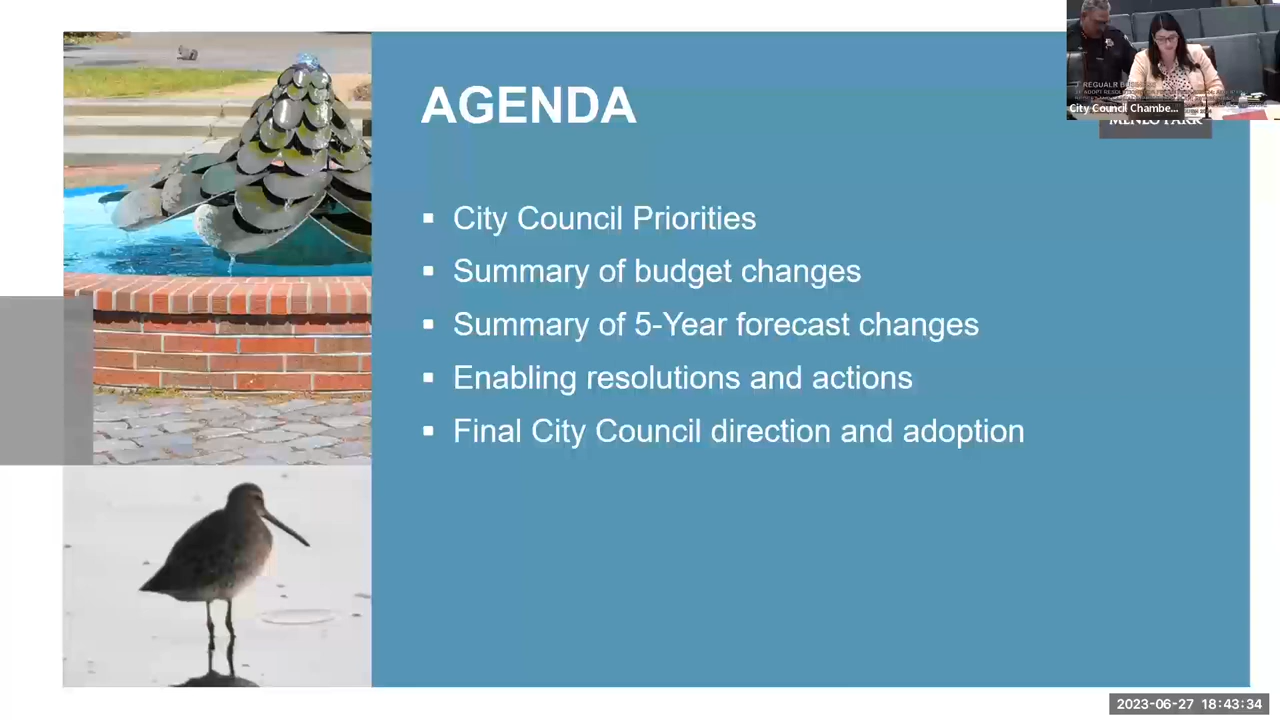 AGENDA
City Council Priorities
Summary of budget changes
Summary of 5-Year forecast changes
Enabling resolutions and actions
Final City Council direction and adoption
City Council Chambe...
MENLO PARK
2023-06-27 18:43:34